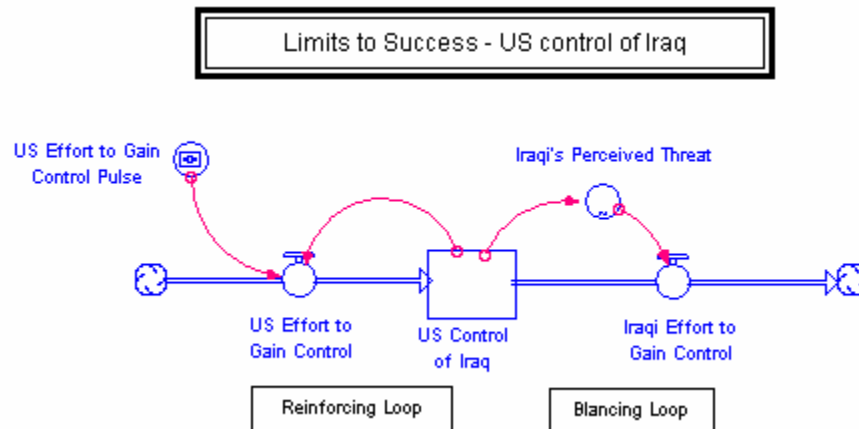 Limits to Success - US control of Iraq
US Effort to Gain
Control Pulse
Iraqi's Perceived Threat
US Effort to
Gain Control
US Control
of Iraq
Iraqi Effort to
Gain Control
Reinforcing Loop
Blancing Loop